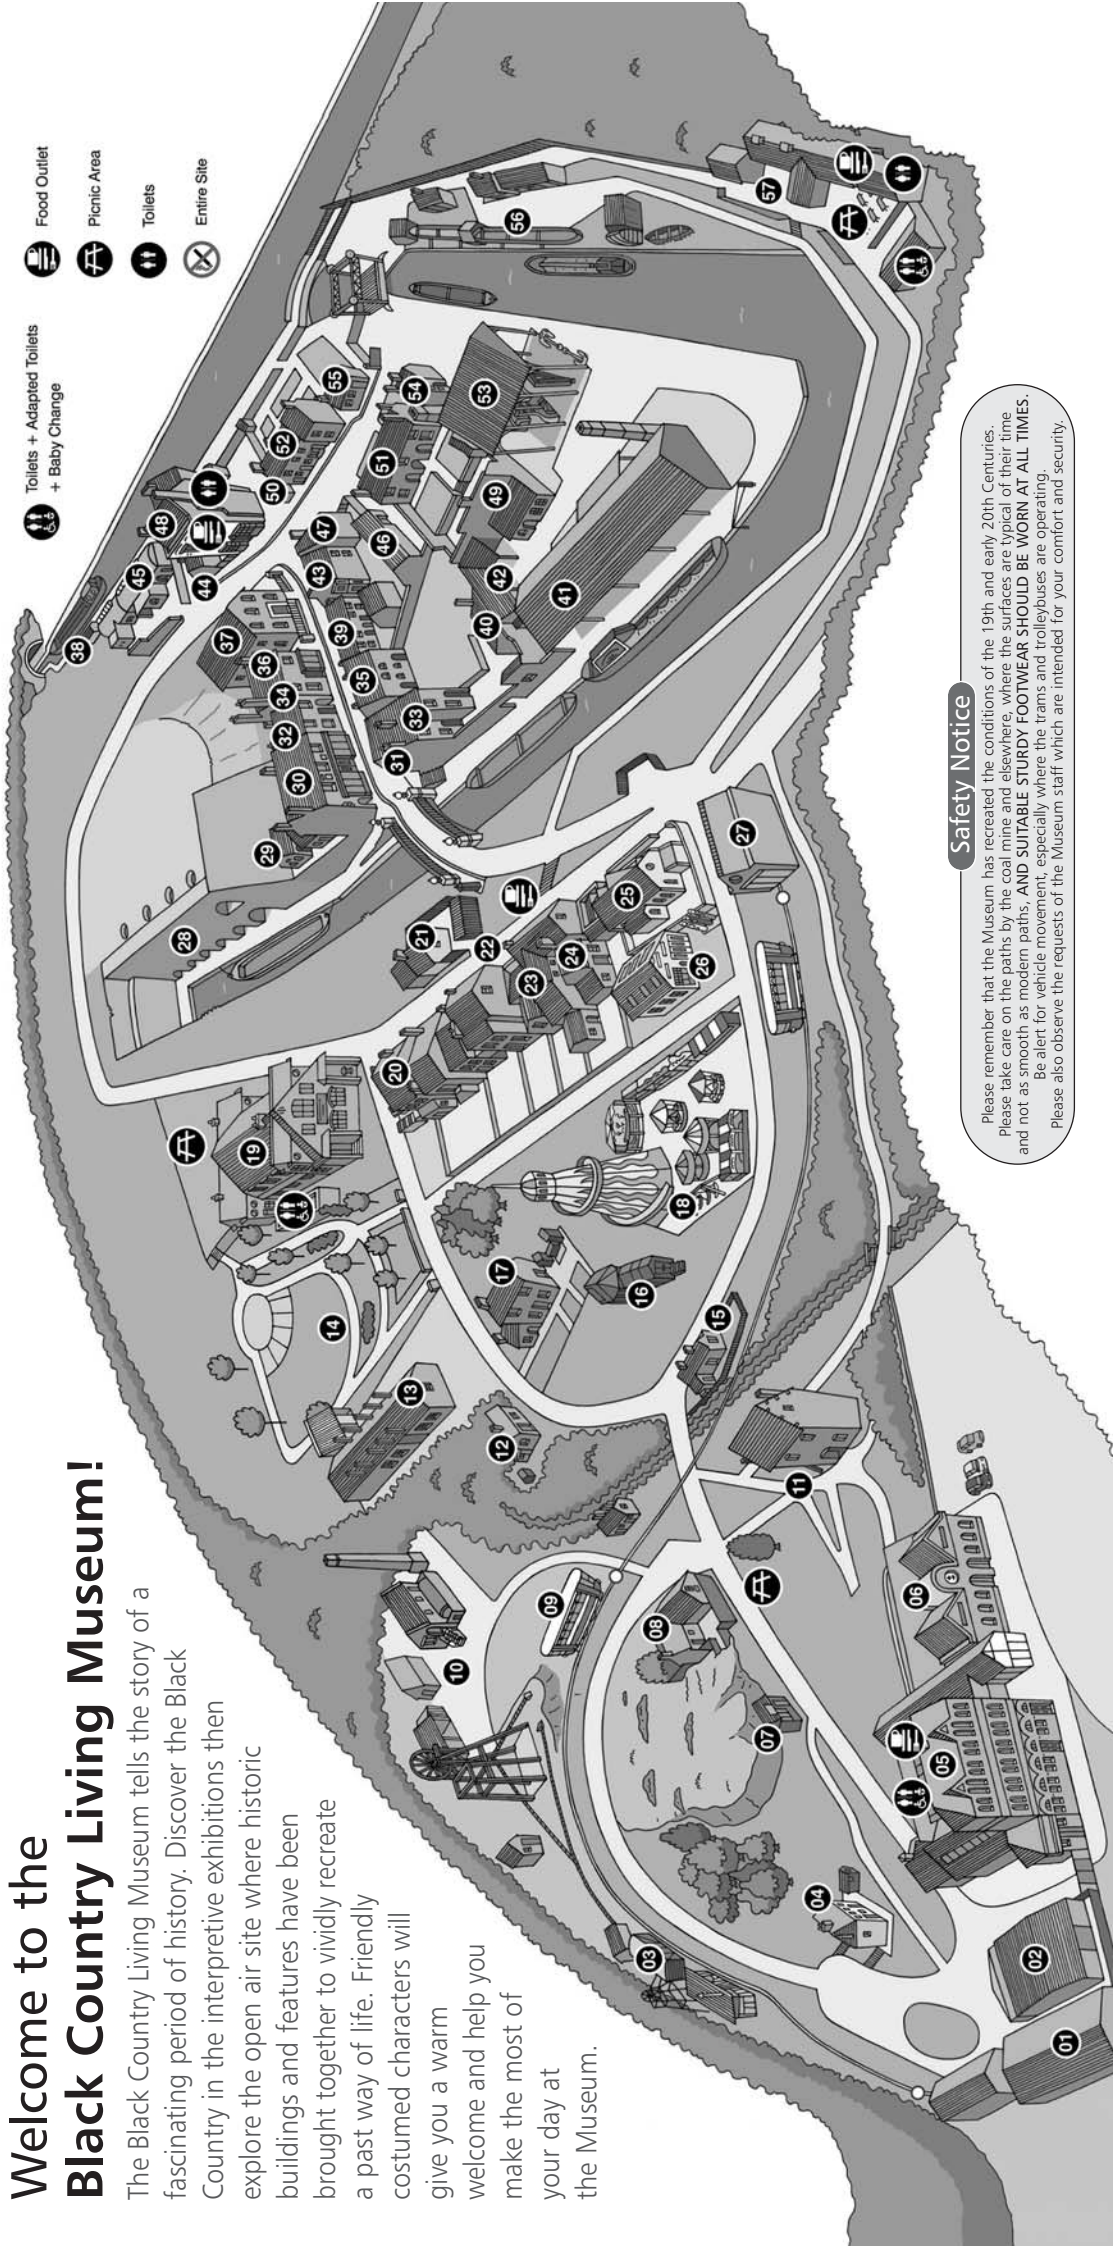 Welcome to the
Black Country Living Museum!
The Black Country Living Museum tells the story of a
fascinating period of history. Discover the Black
Country in the interpretive exhibitions then
explore the open air site where historic
buildings and features have been
brought together to vividly recreate
a past way of life. Friendly
costumed characters will
give you a warm
welcome and help you
make the most of
your day at
the Museum.
Toilets + Adapted Toilets
+ Baby Change
Food Outlet
Picnic Area
Toilets
Entire Site
01
02
03
04
05
06
07
08
09
10
11
12
13
14
15
16
17
18
19
20
21
22
23
24
25
26
27
28
29
30
31
32
33
34
35
36
37
38
39
40
41
42
43
44
45
46
47
48
49
50
51
52
53
54
55
56
57
Safety Notice
Please remember that the Museum has recreated the conditions of the 19th and early 20th Centuries.
Please take care on the paths by the coal mine and elsewhere, where the surfaces are typical of their time
and not as smooth as modern paths, AND SUITABLE STURDY FOOTWEAR SHOULD BE WORN AT ALL TIMES.
Be alert for vehicle movement, especially where the trams and trolleybuses are operating.
Please also observe the requests of the Museum staff which are intended for your comfort and security.